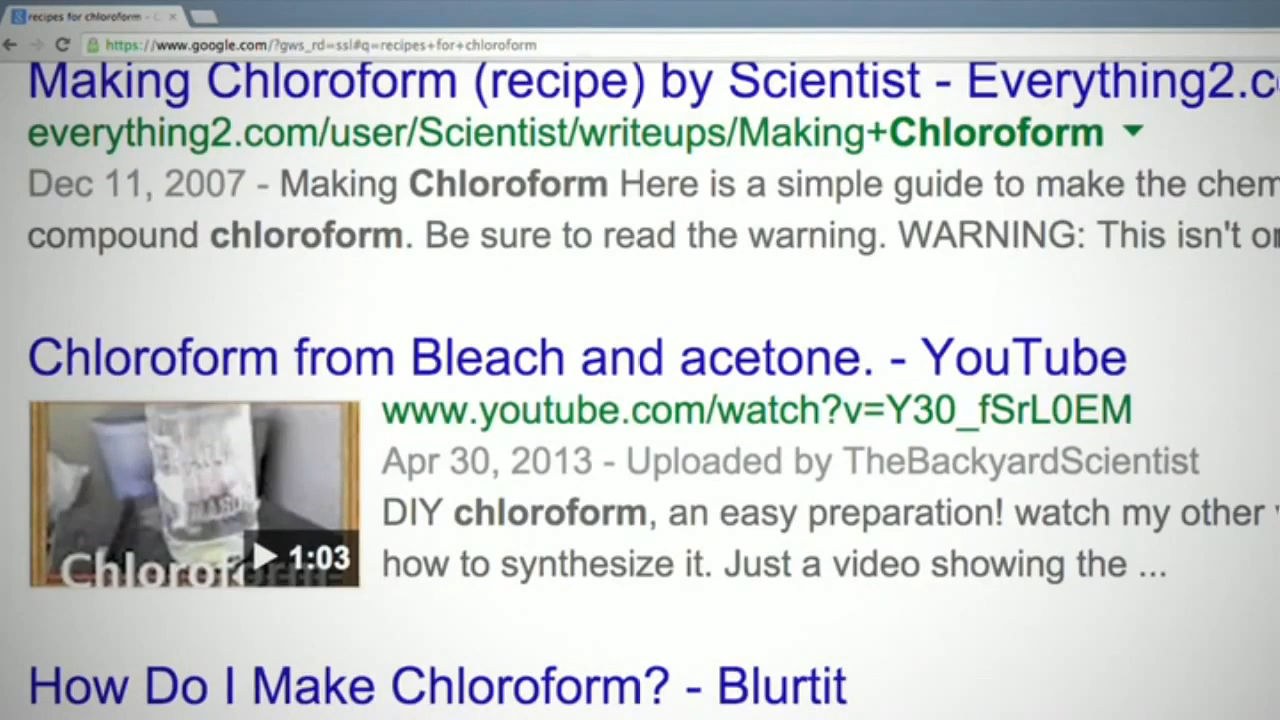 recipes for chloroform -
https://www.google.com/?gws_rd=ssl#q=recipes+for+chloroform
Making Chloroform (recipe) by Scientist - Everything2.c
everything2.com/user/Scientist/writeups/Making+Chloroform
Dec 11, 2007 - Making Chloroform Here is a simple guide to make the chem
compound chloroform. Be sure to read the warning. WARNING: This isn't
Chloroform from Bleach and acetone. - YouTube
www.youtube.com/watch?v=Y30_fSrL0EM
Apr 30, 2013 - Uploaded by TheBackyardScientist
DIY chloroform, an easy preparation! watch my other
how to synthesize it. Just a video showing the ...
Chloroform
1:03
How Do I Make Chloroform? - Blurtit